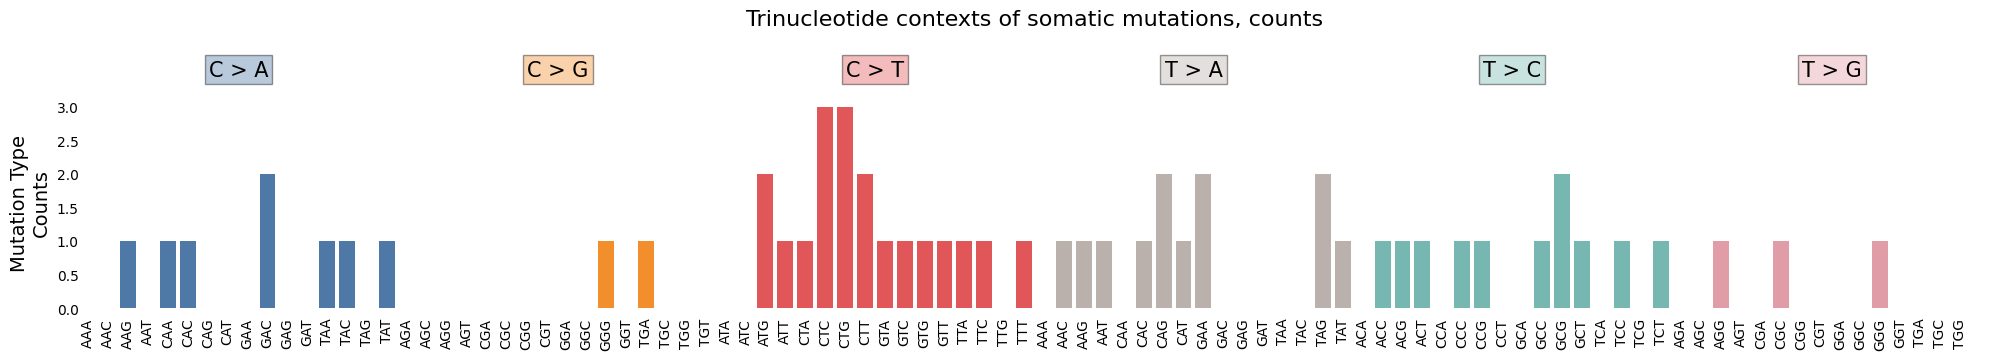 Trinucleotide contexts of somatic mutations, counts
C > A
C > G
C > T
T > A
T > C
T > G
Mutation Type
Counts
3.0
2.5
2.0
1.5
1.0
0.5
0.0
AAA
AAC
AAG
AAT
CAA
CAC
CAG
CAT
GAA
GAC
GAG
GAT
TAA
TAC
TAG
TAT
AGA
AGC
AGG
AGT
CGA
CGC
CGG
CGT
GGA
GGC
GGG
GGT
TGA
TGC
TGG
TGT
ATA
ATC
ATG
ATT
CTA
CTC
CTG
CTT
GTA
GTC
GTG
GTT
TTA
TTC
TTG
TTT
AAA
AAC
AAG
AAT
CAA
CAC
CAG
CAT
GAA
GAC
GAG
GAT
TAA
TAC
TAG
TAT
ACA
ACC
ACG
ACT
CCA
CCC
CCG
CCT
GCA
GCC
GCG
GCT
TCA
TCC
TCG
TCT
AGA
AGC
AGG
AGT
CGA
CGC
CGG
CGT
GGA
GGC
GGG
GGT
TGA
TGC
TGG